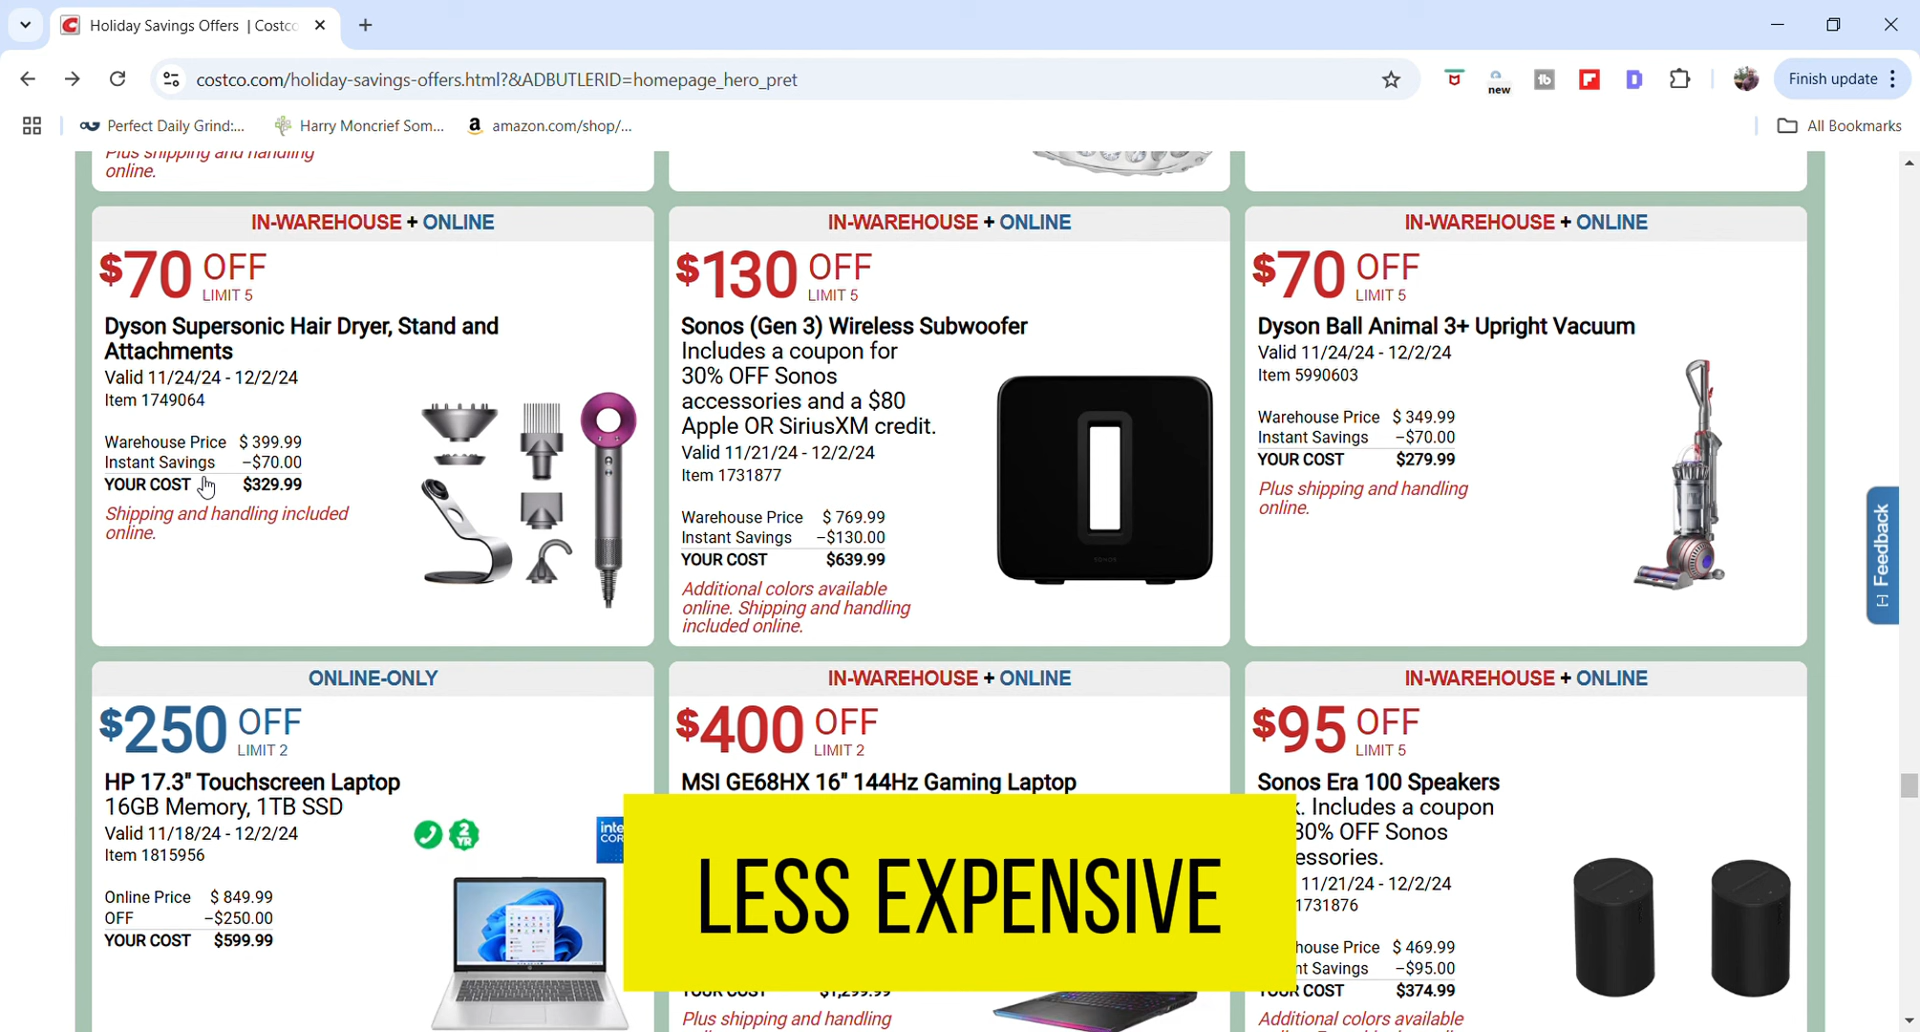 Holiday Savings Offers | Costco
costco.com/holiday-savings-offers.html?&ADBUTLERID=homepage_hero_pret
new
Finish update
Perfect Daily Grind:...
Harry Moncrief Som...
amazon.com/shop/...
All Bookmarks
Plus shipping and handling
online.
IN-WAREHOUSE + ONLINE
$70 OFF
LIMIT 5
Dyson Supersonic Hair Dryer, Stand and
Attachments
Valid 11/24/24 - 12/2/24
Item 1749064
Warehouse Price $ 399.99
Instant Savings –$70.00
YOUR COST $329.99
Shipping and handling included
online.
IN-WAREHOUSE + ONLINE
$130 OFF
LIMIT 5
Sonos (Gen 3) Wireless Subwoofer
Includes a coupon for
30% OFF Sonos
accessories and a $80
Apple OR SiriusXM credit.
Valid 11/21/24 - 12/2/24
Item 1731877
Warehouse Price $ 769.99
Instant Savings –$130.00
YOUR COST $639.99
Additional colors available
online. Shipping and handling
included online.
SONOS
IN-WAREHOUSE + ONLINE
$70 OFF
LIMIT 5
Dyson Ball Animal 3+ Upright Vacuum
Valid 11/24/24 - 12/2/24
Item 5990603
Warehouse Price $ 349.99
Instant Savings –$70.00
YOUR COST $279.99
Plus shipping and handling
online.
[-] Feedback
ONLINE-ONLY
$250 OFF
LIMIT 2
HP 17.3" Touchscreen Laptop
16GB Memory, 1TB SSD
Valid 11/18/24 - 12/2/24
Item 1815956
2
YR
Online Price $ 849.99
OFF –$250.00
YOUR COST $599.99
IN-WAREHOUSE + ONLINE
$400 OFF
LIMIT 2
MSI GE68HX 16" 144Hz Gaming Laptop
YOUR COST $1,299.99
Plus shipping and handling
IN-WAREHOUSE + ONLINE
$95 OFF
LIMIT 5
Sonos Era 100 Speakers
Includes a coupon
30% OFF Sonos
11/21/24 - 12/2/24
1731876
Price $ 469.99
Savings –$95.00
YOUR COST $374.99
Additional colors available
LESS EXPENSIVE